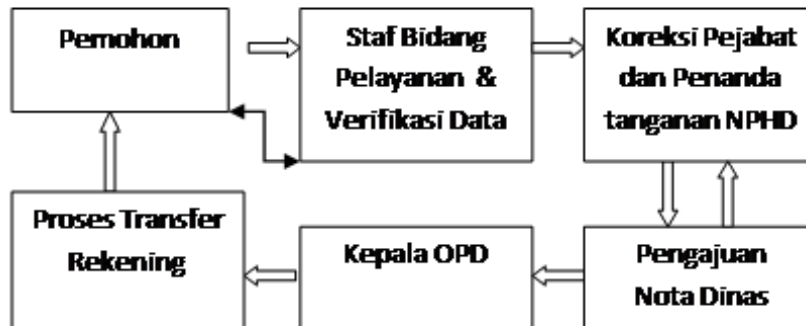 Pemohon
Staf Bidang
Pelayanan &
Verifikasi Data
Koreksi Pejabat
dan Penanda
tanganan NPHD
Proses Transfer
Rekening
Kepala OPD
Pengajuan
Nota Dinas